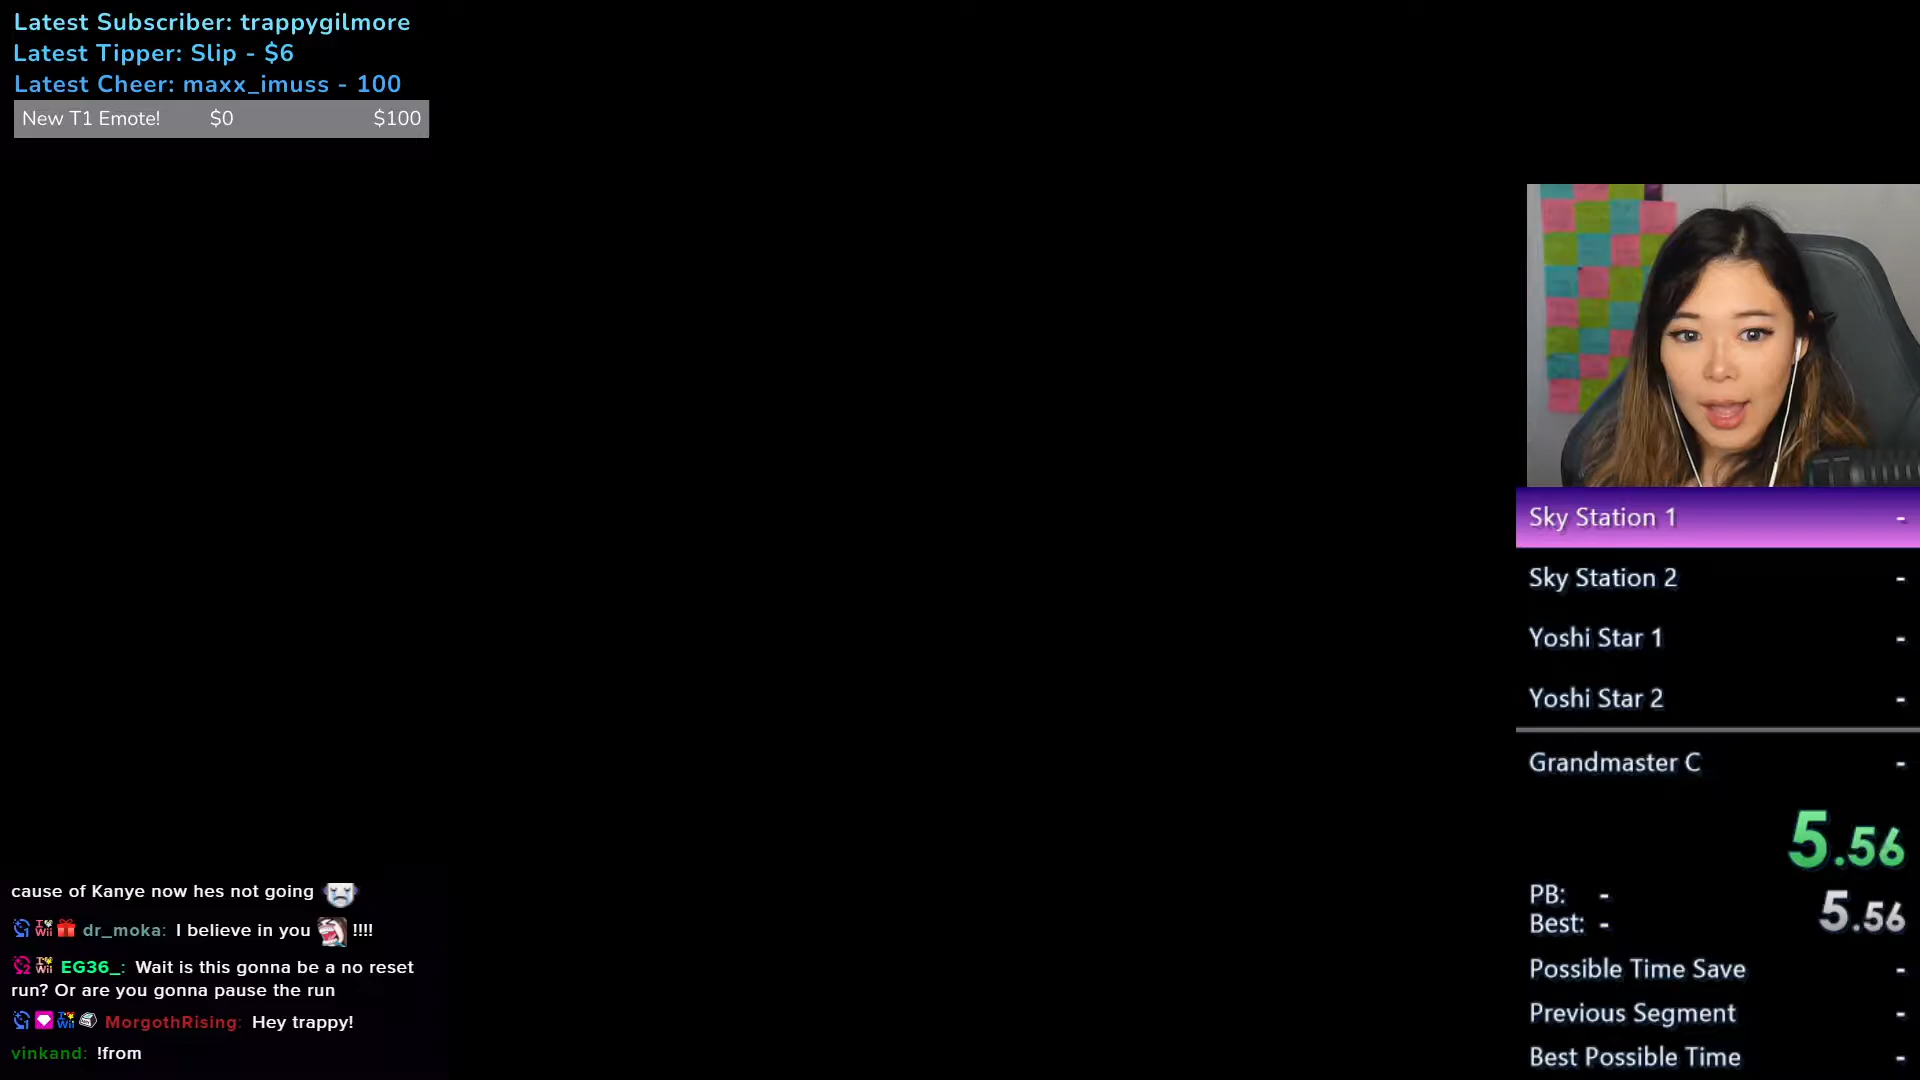 Latest Subscriber: trappygilmore
Latest Tipper: Slip - $6
Latest Cheer: maxx_imuss - 100
New T1 Emote! $0 $100
Sky Station 1 -
Sky Station 2 -
Yoshi Star 1 -
Yoshi Star 2 -
Grandmaster C -
5.56
PB: -
Best: -
5.56
Possible Time Save -
Previous Segment -
Best Possible Time -
cause of Kanye now hes not going
dr_moka: I believe in you !!!!
EG36_: Wait is this gonna be a no reset
run? Or are you gonna pause the run
MorgothRising: Hey trappy!
vinkand: !from